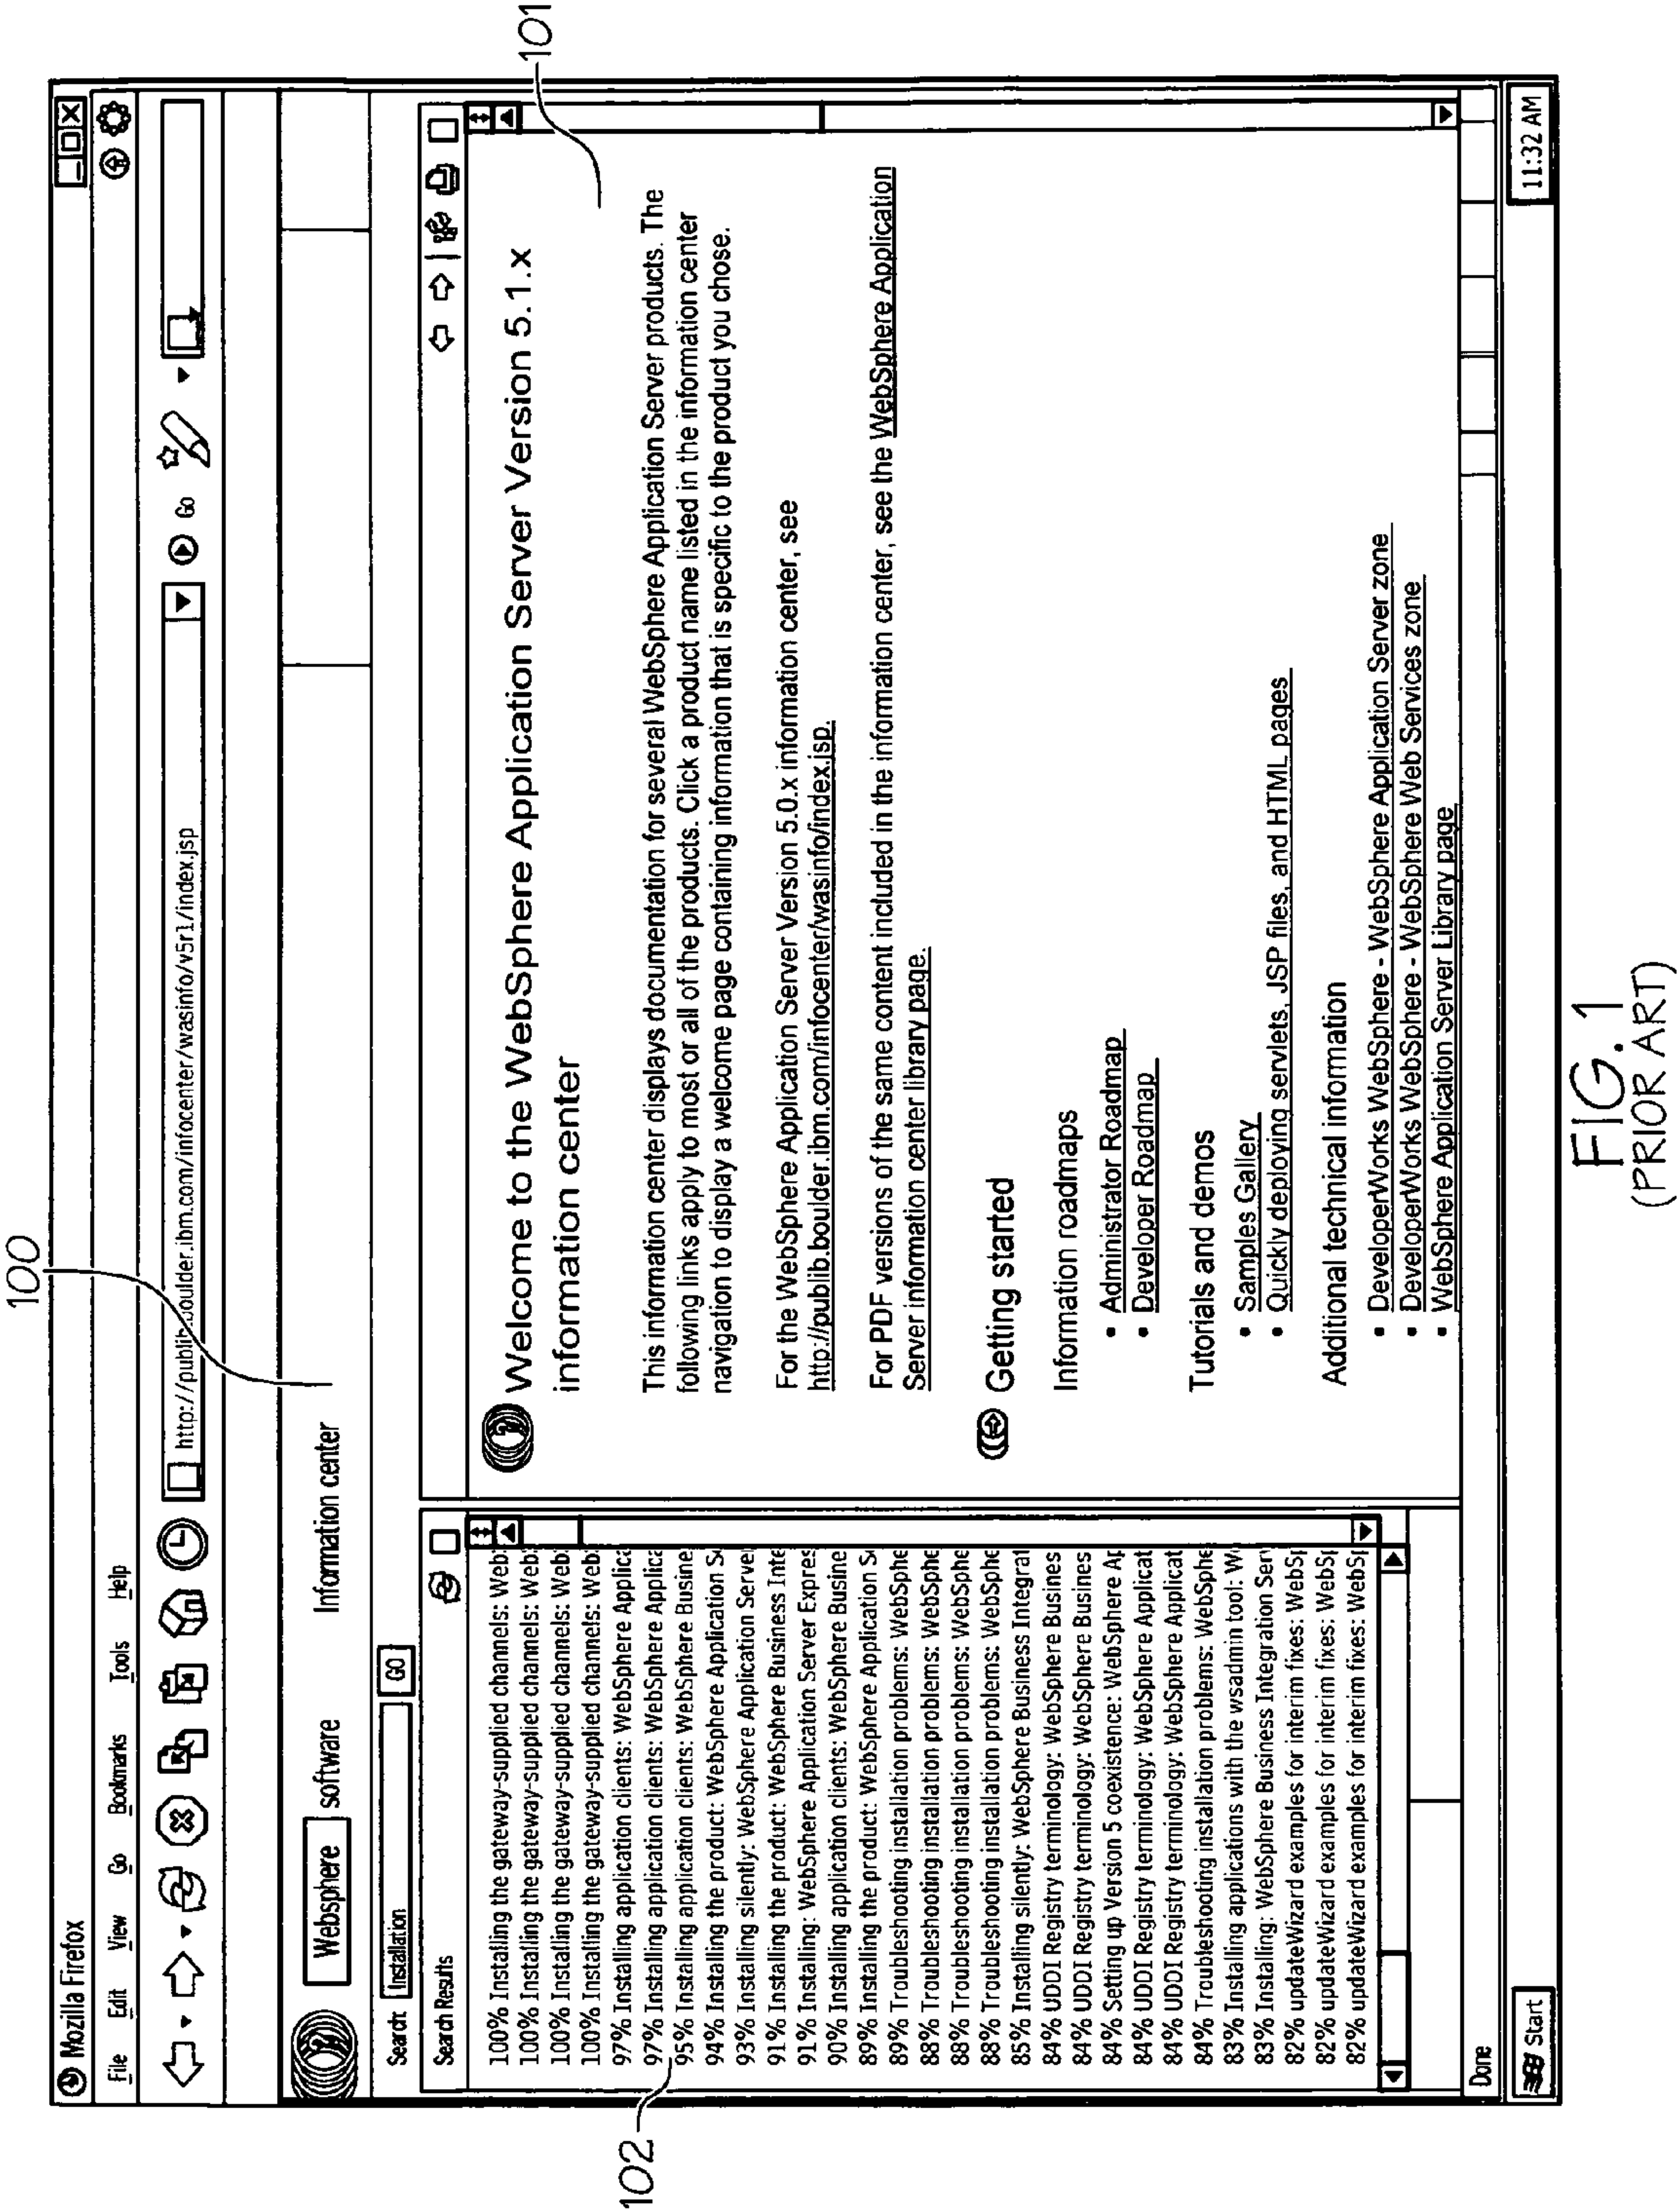 100
Mozilla Firefox
File Edit View Go Bookmarks Tools Help
http://publib.boulder.ibm.com/infocenter/wasinfo/v5r1/index.jsp
Go
Websphere software Information center
Search: Installation GO
Search Results
100% Installing the gateway-supplied channels: Web
100% Installing the gateway-supplied channels: Web
100% Installing the gateway-supplied channels: Web
100% Installing the gateway-supplied channels: Web
97% Installing application clients: WebSphere Applica
97% Installing application clients: WebSphere Applica
95% Installing application clients: WebSphere Busine
94% Installing the product: WebSphere Application S
93% Installing silently: WebSphere Application Server
91% Installing the product: WebSphere Business Inte
91% Installing: WebSphere Application Server Expres
90% Installing application clients: WebSphere Busine
89% Installing the product: WebSphere Application S
89% Troubleshooting installation problems: WebSphe
88% Troubleshooting installation problems: WebSphe
88% Troubleshooting installation problems: WebSphe
88% Troubleshooting installation problems: WebSphe
85% Installing silently: WebSphere Business Integrat
84% UDDI Registry terminology: WebSphere Busines
84% UDDI Registry terminology: WebSphere Busines
84% Setting up Version 5 coexistence: WebSphere Ap
84% UDDI Registry terminology: WebSphere Applicat
84% UDDI Registry terminology: WebSphere Applicat
84% Troubleshooting installation problems: WebSphe
83% Installing applications with the wsadmin tool: W
83% Installing: WebSphere Business Integration Serv
82% updateWizard examples for interim fixes: WebSp
82% updateWizard examples for interim fixes: WebSp
82% updateWizard examples for interim fixes: WebSp
102
Welcome to the WebSphere Application Server Version 5.1.x
information center
This information center displays documentation for several WebSphere Application Server products. The
following links apply to most or all of the products. Click a product name listed in the information center
navigation to display a welcome page containing information that is specific to the product you chose.
For the WebSphere Application Server Version 5.0.x information center, see
http://publib.boulder.ibm.com/infocenter/wasinfo/index.jsp.
For PDF versions of the same content included in the information center, see the WebSphere Application
Server information center library page.
Getting started
Information roadmaps
• Administrator Roadmap
• Developer Roadmap
Tutorials and demos
• Samples Gallery
• Quickly deploying servlets, JSP files, and HTML pages
Additional technical information
• DeveloperWorks WebSphere - WebSphere Application Server zone
• DeveloperWorks WebSphere - WebSphere Web Services zone
• WebSphere Application Server Library page
101
Done
Start
11:32 AM
FIG. 1
(PRIOR ART)